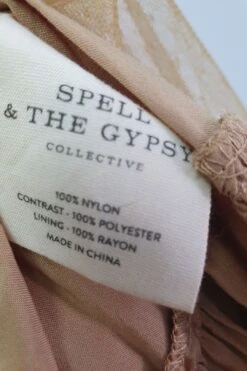 SPELL
& THE GYPSY
COLLECTIVE
100% NYLON
CONTRAST - 100% POLYESTER
LINING - 100% RAYON
MADE IN CHINA